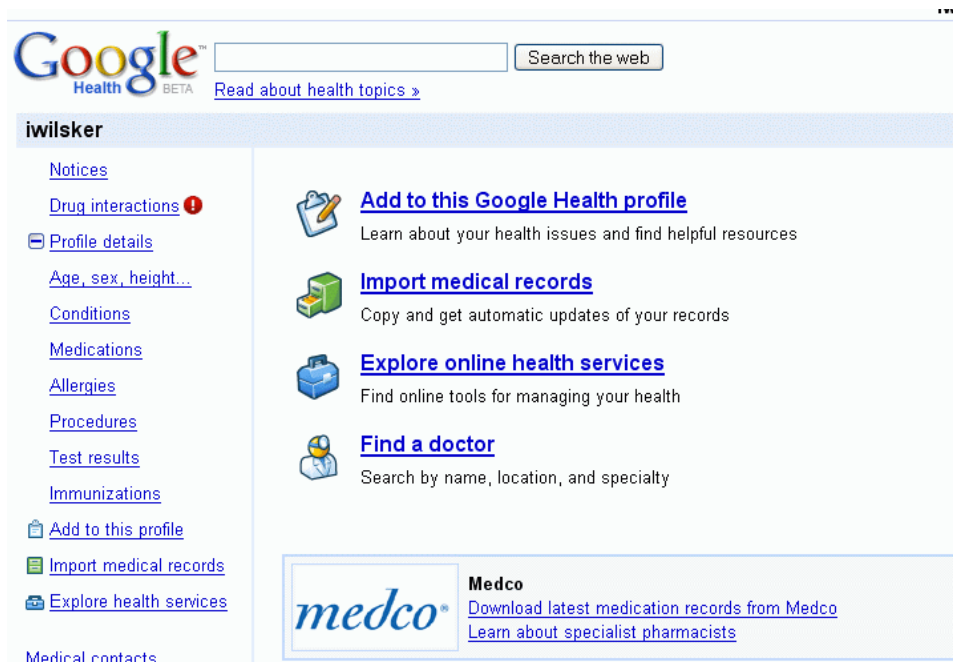 Google™
Health BETA
Search the web
Read about health topics »
iwilsker
Notices
Drug interactions
Profile details
Age, sex, height...
Conditions
Medications
Allergies
Procedures
Test results
Immunizations
Add to this profile
Import medical records
Explore health services
Medical contacts
Add to this Google Health profile
Learn about your health issues and find helpful resources
Import medical records
Copy and get automatic updates of your records
Explore online health services
Find online tools for managing your health
Find a doctor
Search by name, location, and specialty
medco®
Medco
Download latest medication records from Medco
Learn about specialist pharmacists